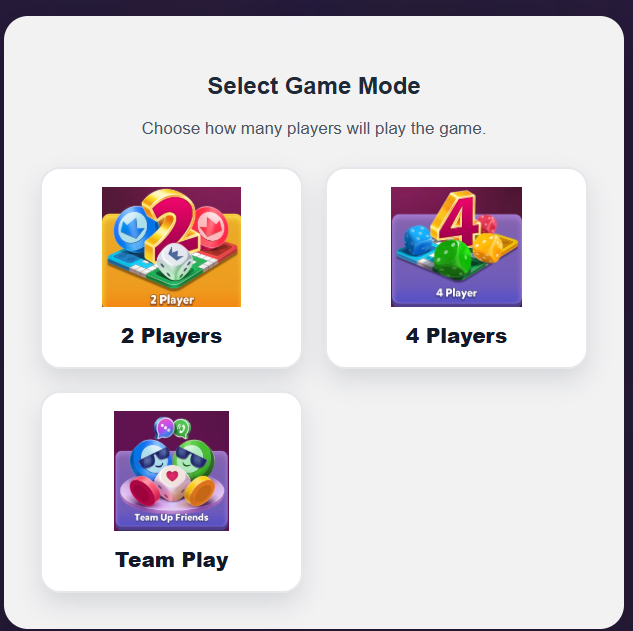 Select Game Mode
Choose how many players will play the game.
2
2 Player
2 Players
4
4 Player
4 Players
Team Up Friends
Team Play